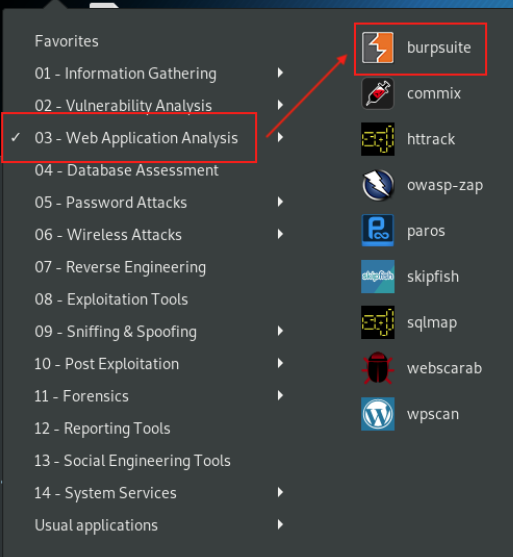 Favorites
01 - Information Gathering
02 - Vulnerability Analysis
03 - Web Application Analysis
04 - Database Assessment
05 - Password Attacks
06 - Wireless Attacks
07 - Reverse Engineering
08 - Exploitation Tools
09 - Sniffing & Spoofing
10 - Post Exploitation
11 - Forensics
12 - Reporting Tools
13 - Social Engineering Tools
14 - System Services
Usual applications
burpsuite
commix
httrack
owasp-zap
paros
skipfish
skipfish
sqlmap
webscarab
wpscan